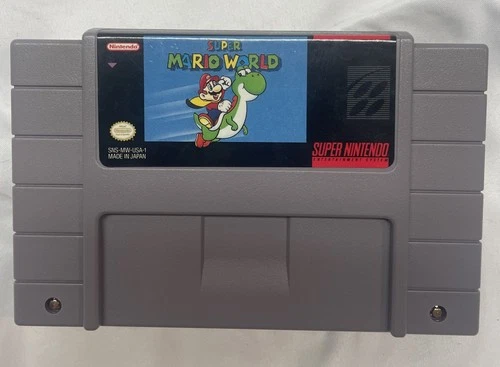 Nintendo
SUPER
MARIO WORLD
SNS-MW-USA-1
MADE IN JAPAN
SUPER NINTENDO
ENTERTAINMENT SYSTEM